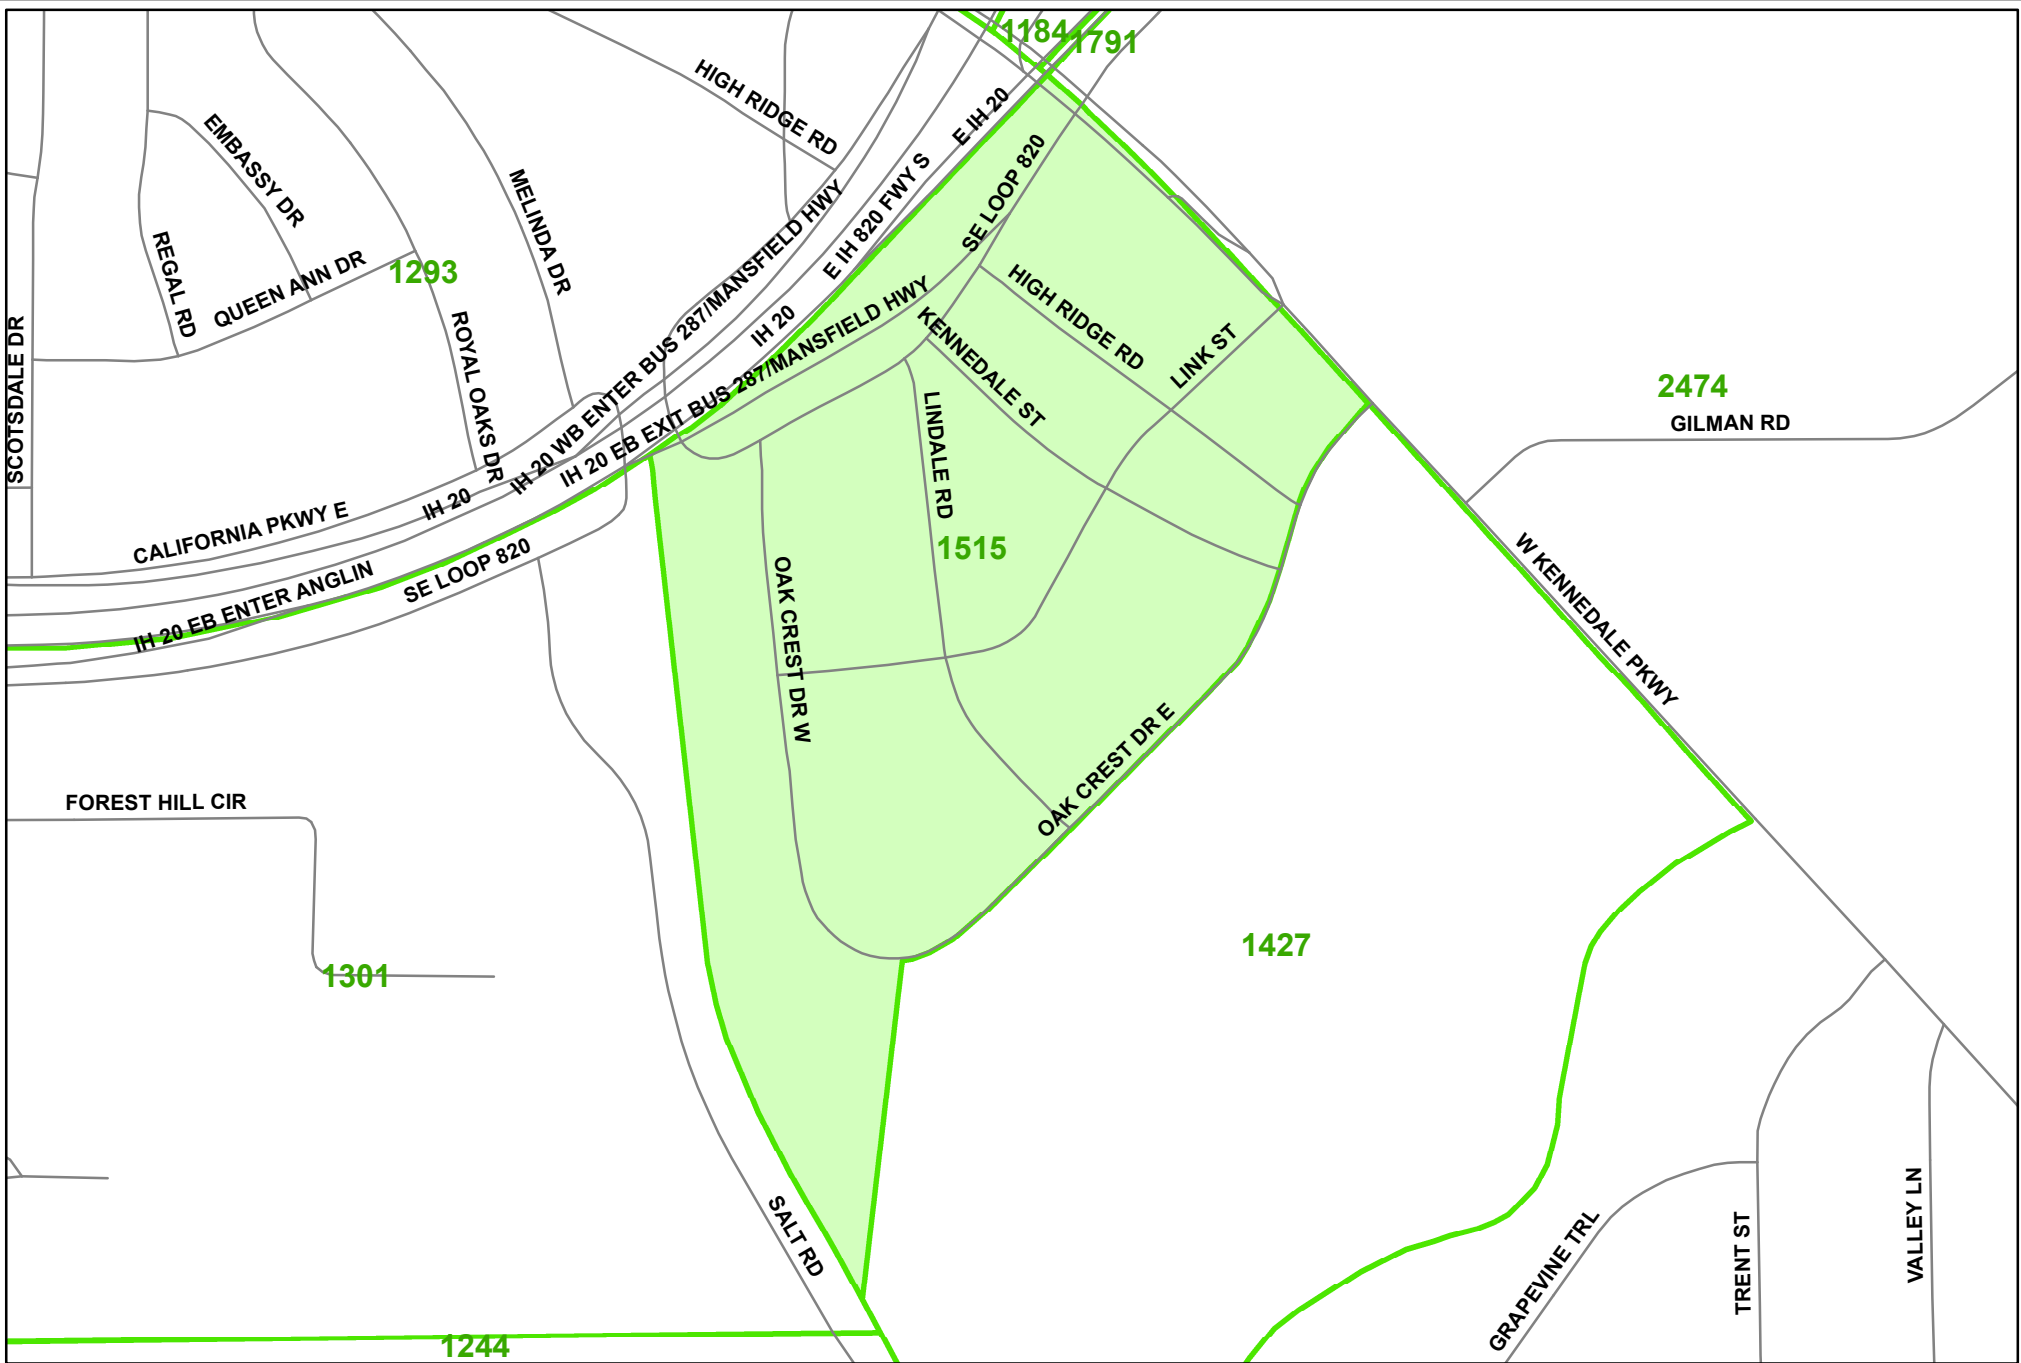 1184
1791
HIGH RIDGE RD
E IH 20
EMBASSY DR
SE LOOP 820
MELINDA DR
E IH 820 FWY S
IH 20 WB ENTER BUS 287/MANSFIELD HWY
REGAL RD
QUEEN ANN DR
1293
HIGH RIDGE RD
IH 20
IH 20 EB EXIT BUS 287/MANSFIELD HWY
KENNEDALE ST
LINK ST
ROYAL OAKS DR
SCOTSDALE DR
2474
GILMAN RD
LINDALE RD
IH 20
CALIFORNIA PKWY E
1515
SE LOOP 820
IH 20 EB ENTER ANGLIN
OAK CREST DR W
W KENNEDALE PKWY
OAK CREST DR E
FOREST HILL CIR
1427
1301
SALT RD
GRAPEVINE TRL
TRENT ST
VALLEY LN
1244